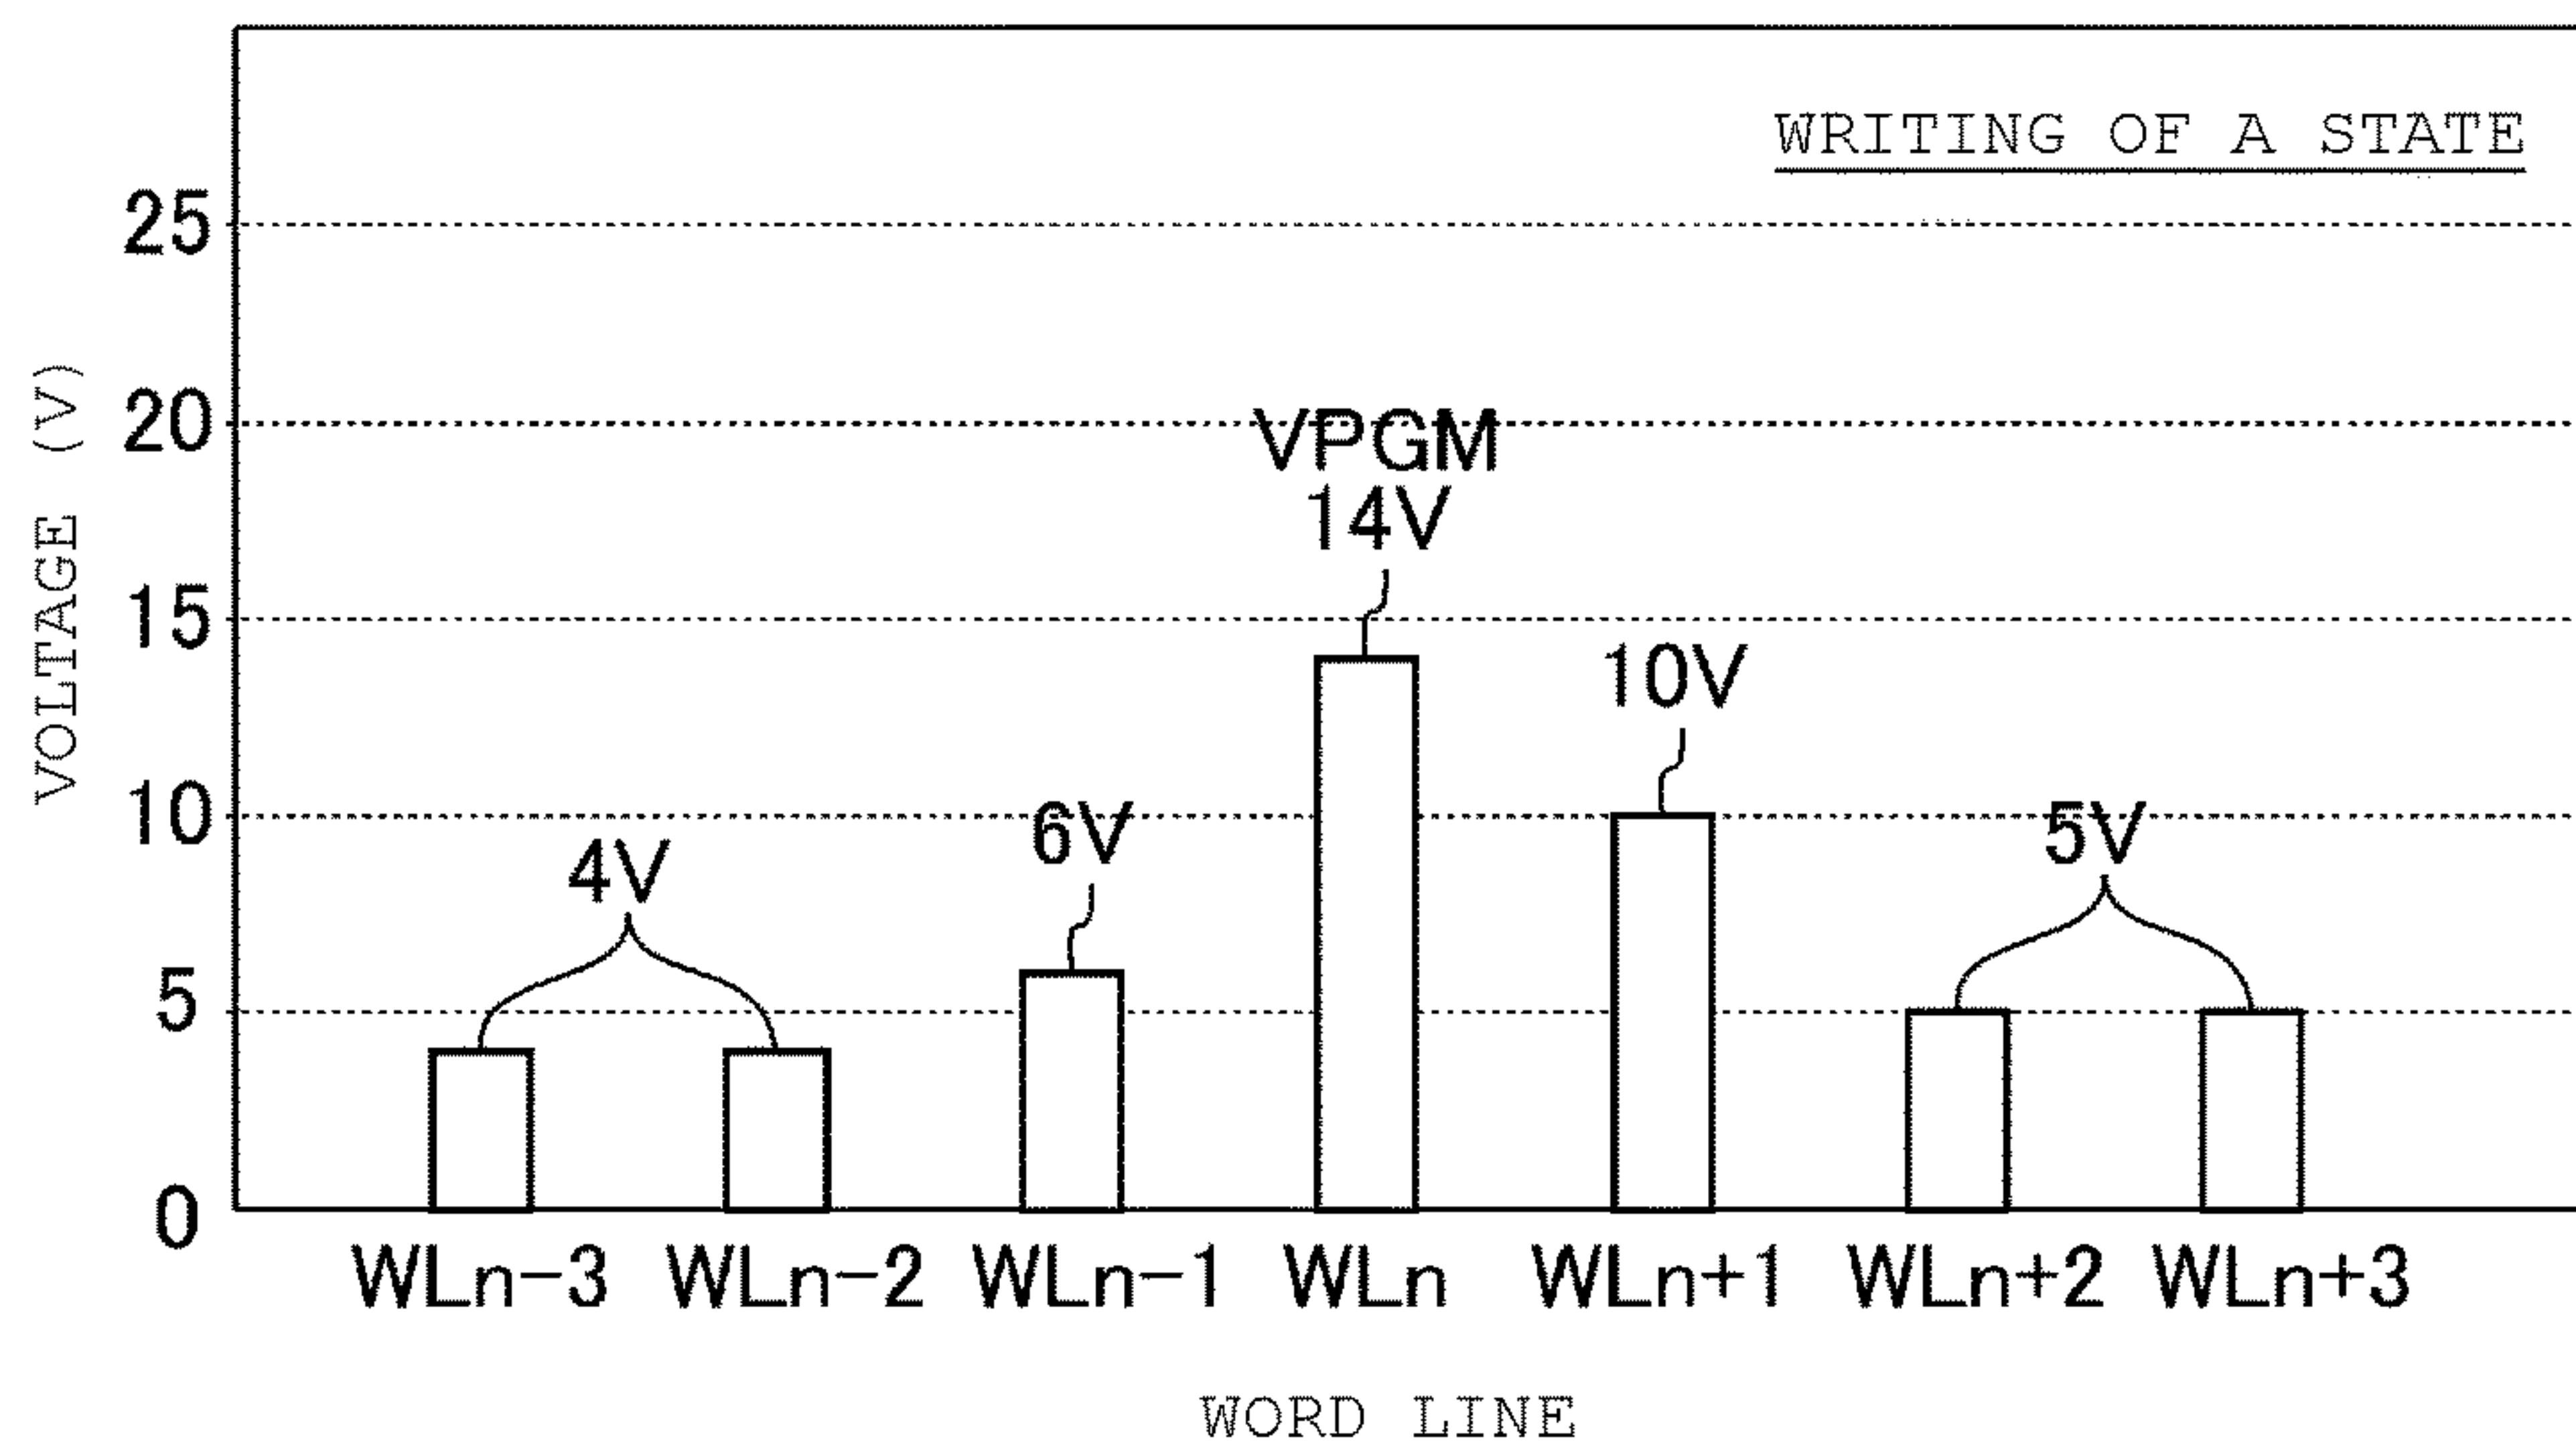 WRITING OF A STATE
VOLTAGE (V)
25
20
15
10
5
0
VPGM
14V
10V
6V
5V
4V
WLn-3 WLn-2 WLn-1 WLn WLn+1 WLn+2 WLn+3
WORD LINE